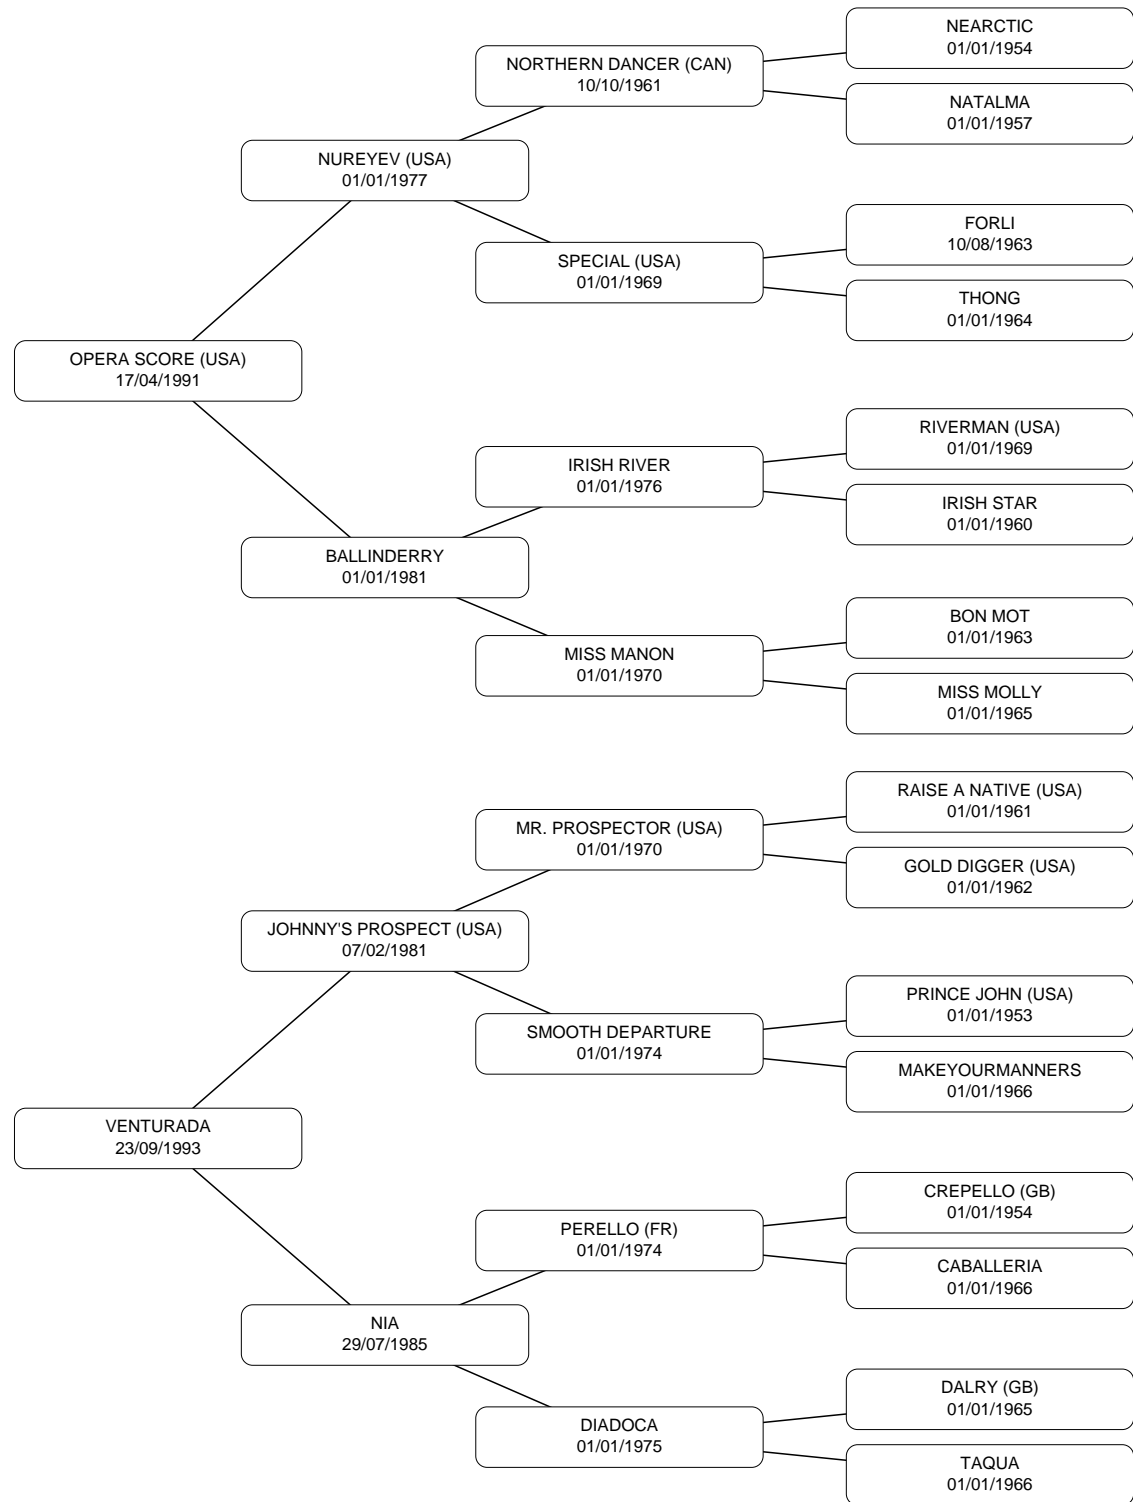 NEARCTIC
01/01/1954
NORTHERN DANCER (CAN)
10/10/1961
NATALMA
01/01/1957
NUREYEV (USA)
01/01/1977
FORLI
10/08/1963
SPECIAL (USA)
01/01/1969
THONG
01/01/1964
OPERA SCORE (USA)
17/04/1991
RIVERMAN (USA)
01/01/1969
IRISH RIVER
01/01/1976
IRISH STAR
01/01/1960
BALLINDERRY
01/01/1981
BON MOT
01/01/1963
MISS MANON
01/01/1970
MISS MOLLY
01/01/1965
RAISE A NATIVE (USA)
01/01/1961
MR. PROSPECTOR (USA)
01/01/1970
GOLD DIGGER (USA)
01/01/1962
JOHNNY'S PROSPECT (USA)
07/02/1981
PRINCE JOHN (USA)
01/01/1953
SMOOTH DEPARTURE
01/01/1974
MAKEYOURMANNERS
01/01/1966
VENTURADA
23/09/1993
CREPELLO (GB)
01/01/1954
PERELLO (FR)
01/01/1974
CABALLERIA
01/01/1966
NIA
29/07/1985
DALRY (GB)
01/01/1965
DIADOCA
01/01/1975
TAQUA
01/01/1966